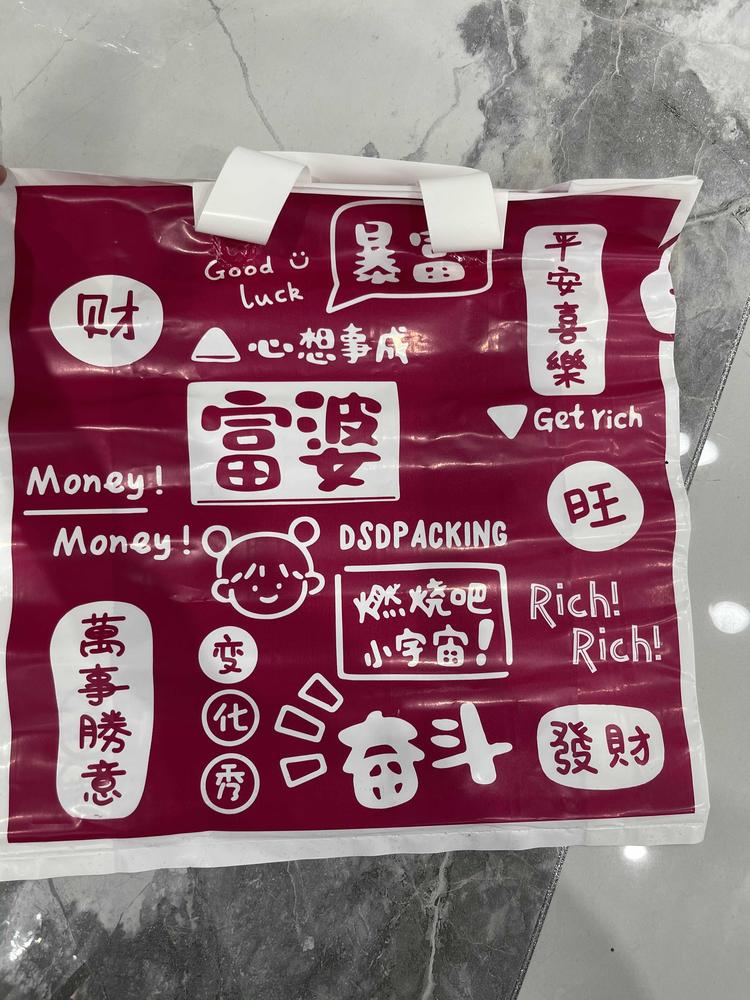 Good
luck
暴富
平安喜樂
财
心想事成
富婆
Get rich
Money!
Money!
旺
DSDPACKING
燃烧吧
小宇宙!
Rich!
Rich!
萬事勝意
变
化
秀
奋斗
發財